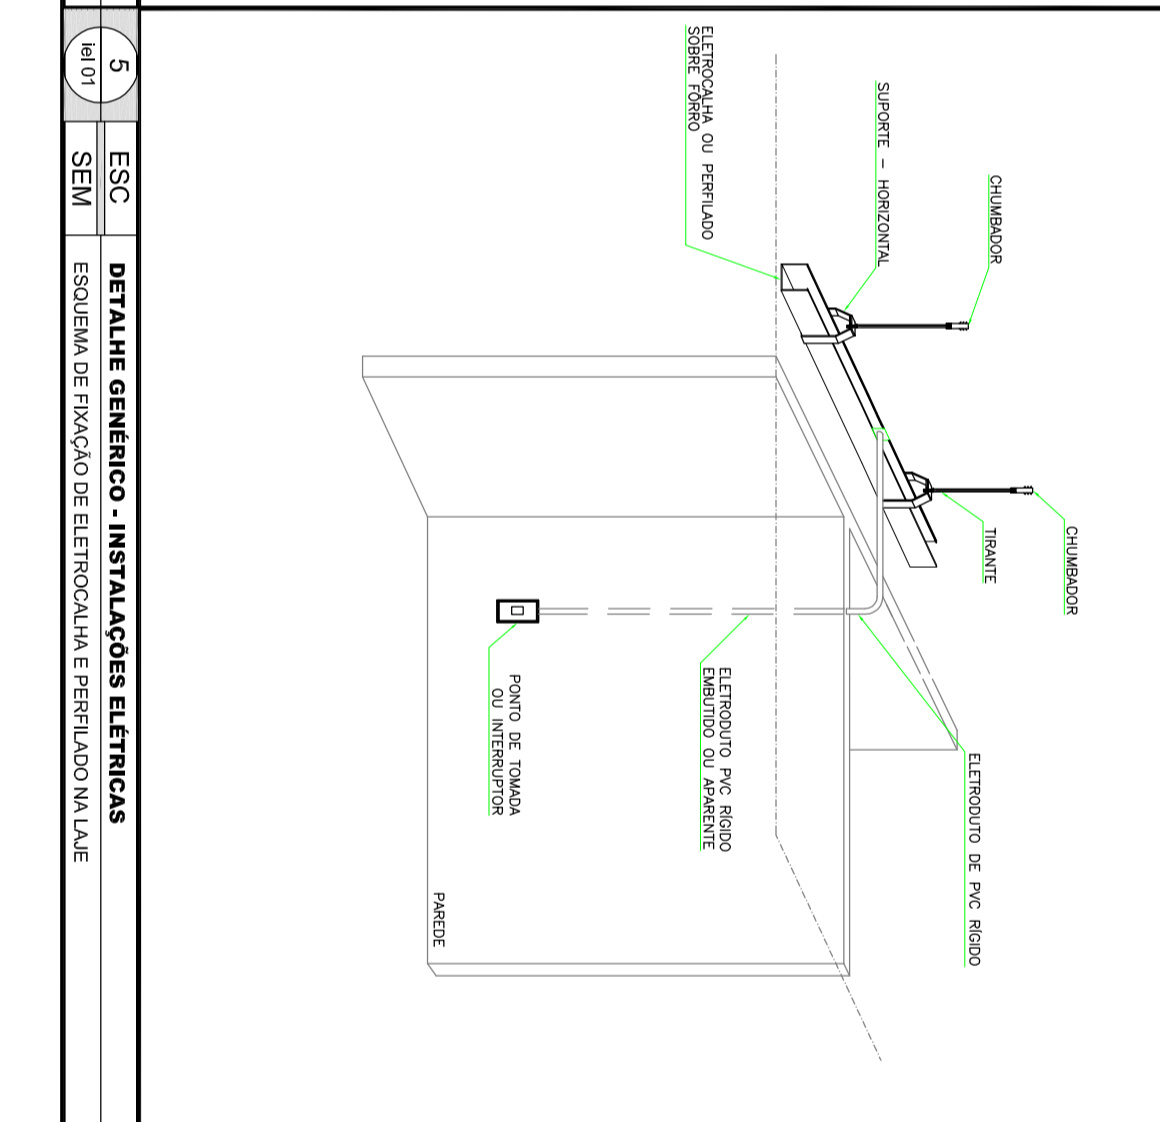 CHUMBADOR
CHUMBADOR
SUPORTE - HORIZONTAL
TIRANTE
ELETRODUTO DE PVC RÍGIDO
ELETROCALHA OU PERFILADO
SOBRE FÔRRO
ELETRODUTO PVC RÍGIDO
EMBUTIDO OU APARENTE
PONTO DE TOMADA
OU INTERRUPTOR
PAREDE
5
iel 01
ESC
SEM
DETALHE GENÉRICO - INSTALAÇÕES ELÉTRICAS
ESQUEMA DE FIXAÇÃO DE ELETROCALHA E PERFILADO NA LAJE